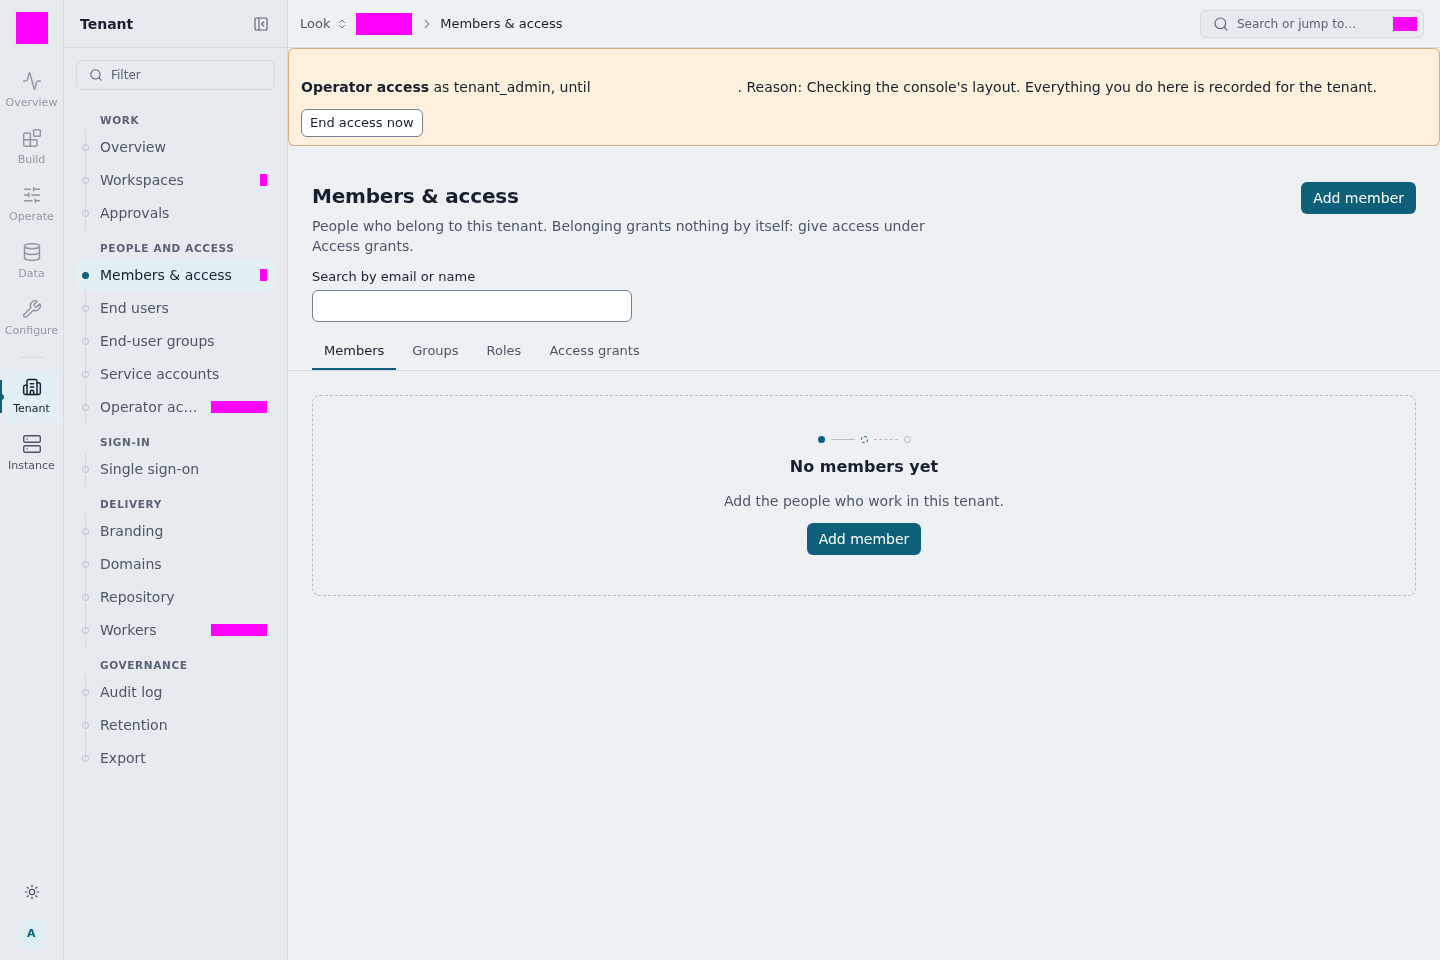 Tenant
Look
Members & access
Search or jump to...
Filter
Operator access as tenant_admin, until . Reason: Checking the console's layout. Everything you do here is recorded for the tenant.
End access now
Overview
Build
Operate
Data
Configure
Tenant
Instance
A
WORK
Overview
Workspaces
Approvals
PEOPLE AND ACCESS
Members & access
End users
End-user groups
Service accounts
Operator ac...
SIGN-IN
Single sign-on
DELIVERY
Branding
Domains
Repository
Workers
GOVERNANCE
Audit log
Retention
Export
Members & access
Add member
People who belong to this tenant. Belonging grants nothing by itself: give access under
Access grants.
Search by email or name
Members
Groups
Roles
Access grants
No members yet
Add the people who work in this tenant.
Add member